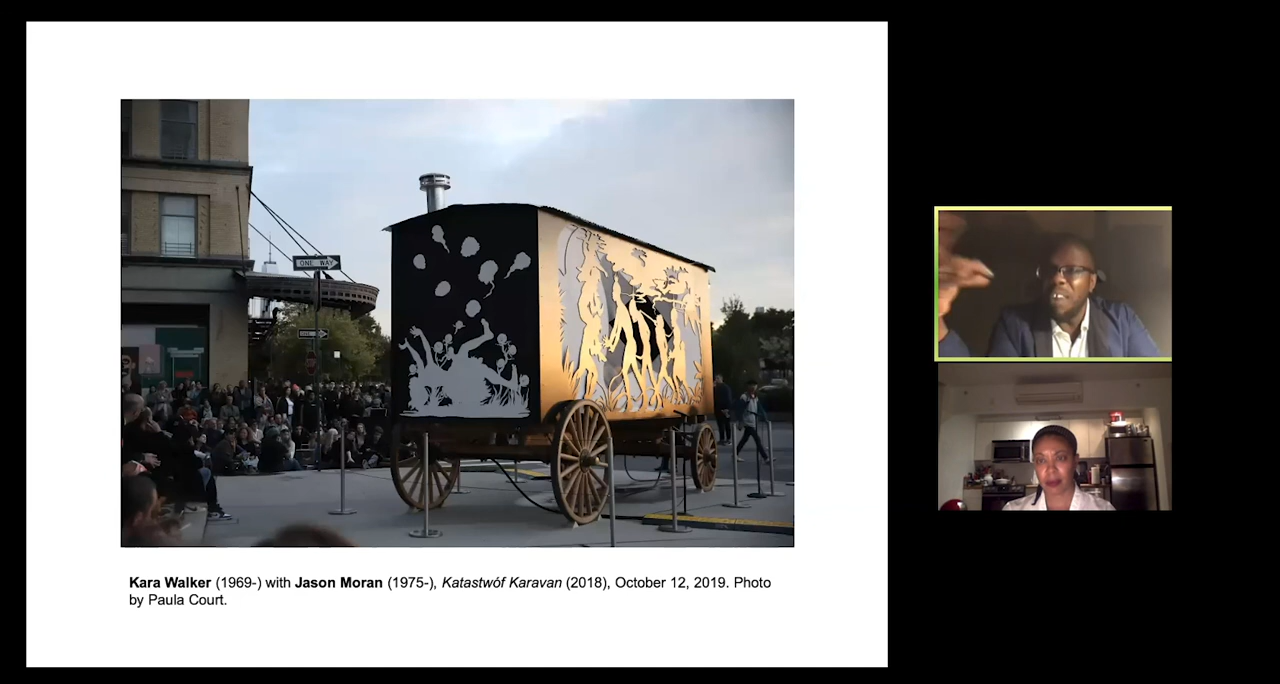 ONE WAY
Kara Walker (1969-) with Jason Moran (1975-), Katastwóf Karavan (2018), October 12, 2019. Photo
by Paula Court.